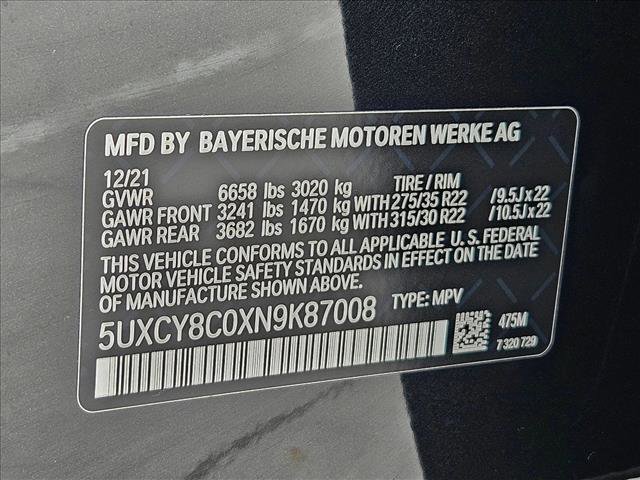 MFD BY BAYERISCHE MOTOREN WERKE AG
12/21 TIRE / RIM
GVWR 6658 lbs 3020 kg
GAWR FRONT 3241 lbs 1470 kg WITH 275/35 R22 /9.5J x 22
GAWR REAR 3682 lbs 1670 kg WITH 315/30 R22 /10.5J x 22
THIS VEHICLE CONFORMS TO ALL APPLICABLE U. S. FEDERAL
MOTOR VEHICLE SAFETY STANDARDS IN EFFECT ON THE DATE
OF MANUFACTURE SHOWN ABOVE.
5UXCY8C0XN9K87008 TYPE: MPV
475M
7 320 729